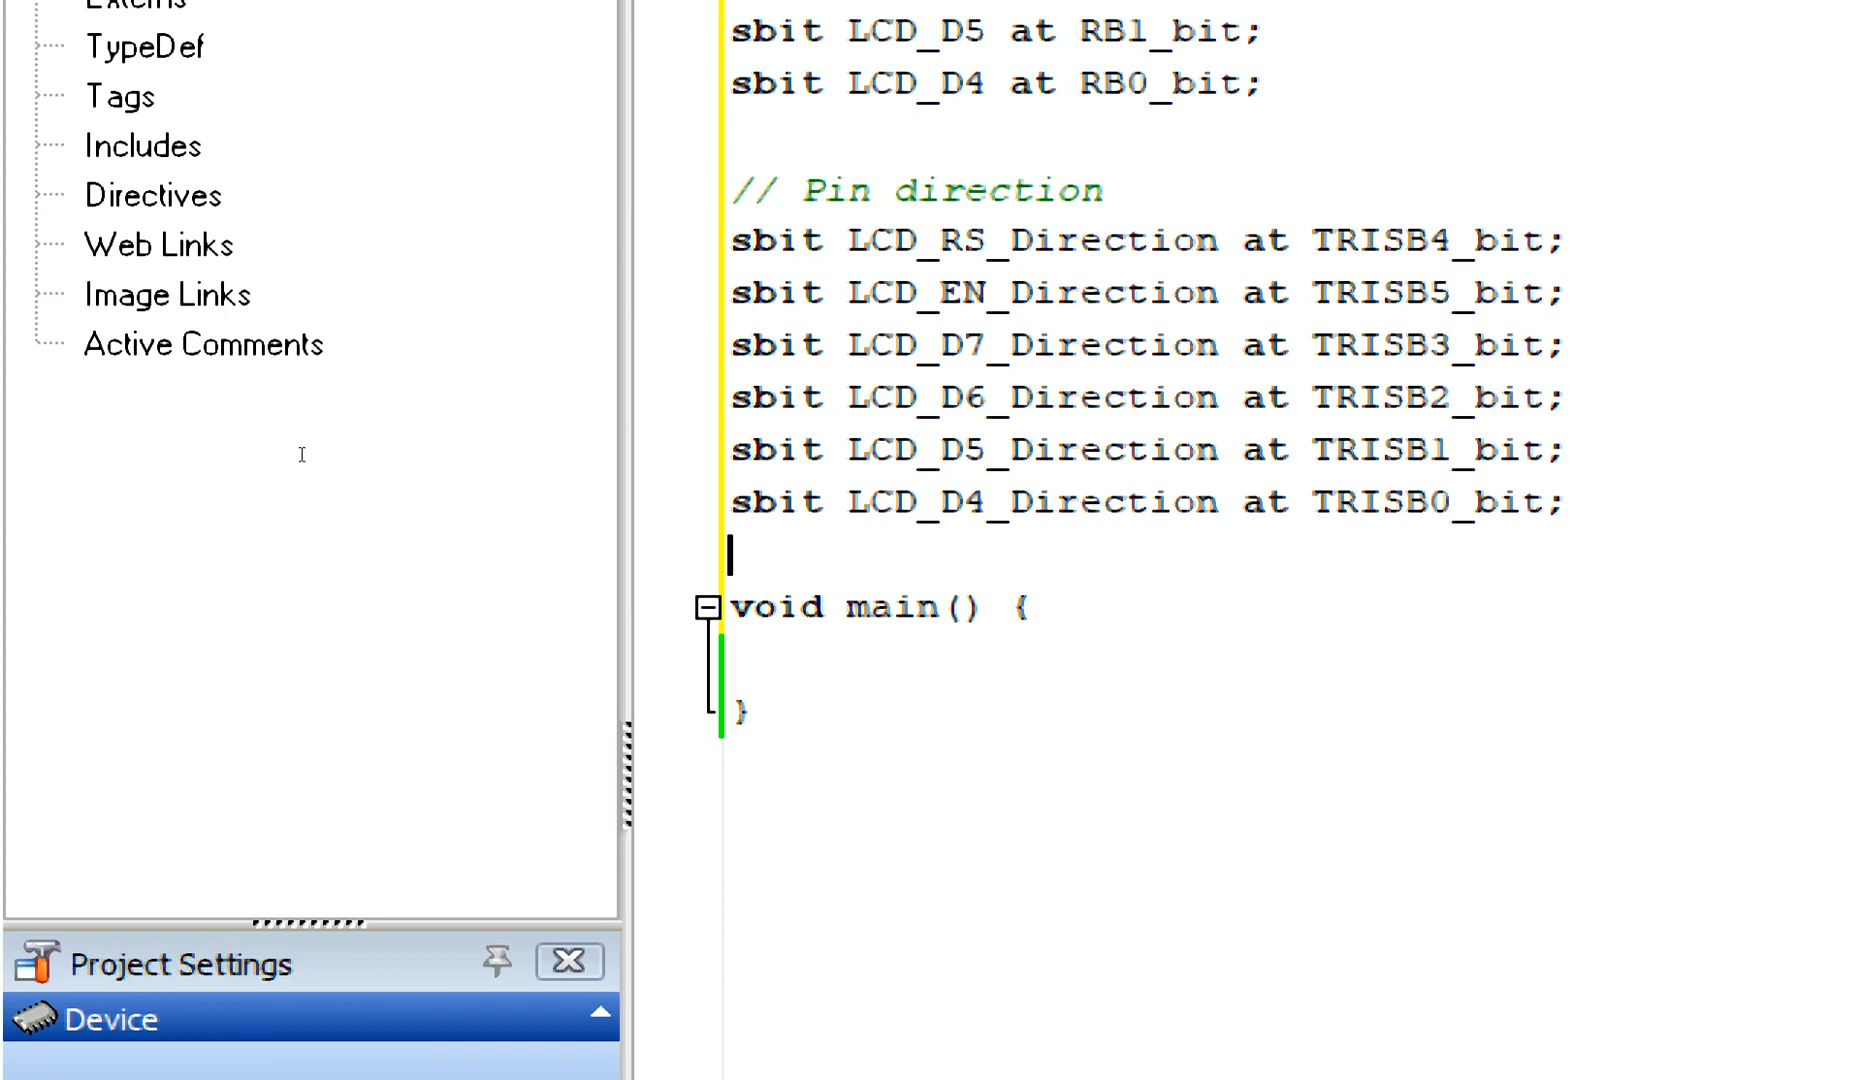 Externs
TypeDef
Tags
Includes
Directives
Web Links
Image Links
Active Comments
Project Settings
Device
sbit LCD_D5 at RB1_bit;
sbit LCD_D4 at RB0_bit;
// Pin direction
sbit LCD_RS_Direction at TRISB4_bit;
sbit LCD_EN_Direction at TRISB5_bit;
sbit LCD_D7_Direction at TRISB3_bit;
sbit LCD_D6_Direction at TRISB2_bit;
sbit LCD_D5_Direction at TRISB1_bit;
sbit LCD_D4_Direction at TRISB0_bit;
void main() {
}